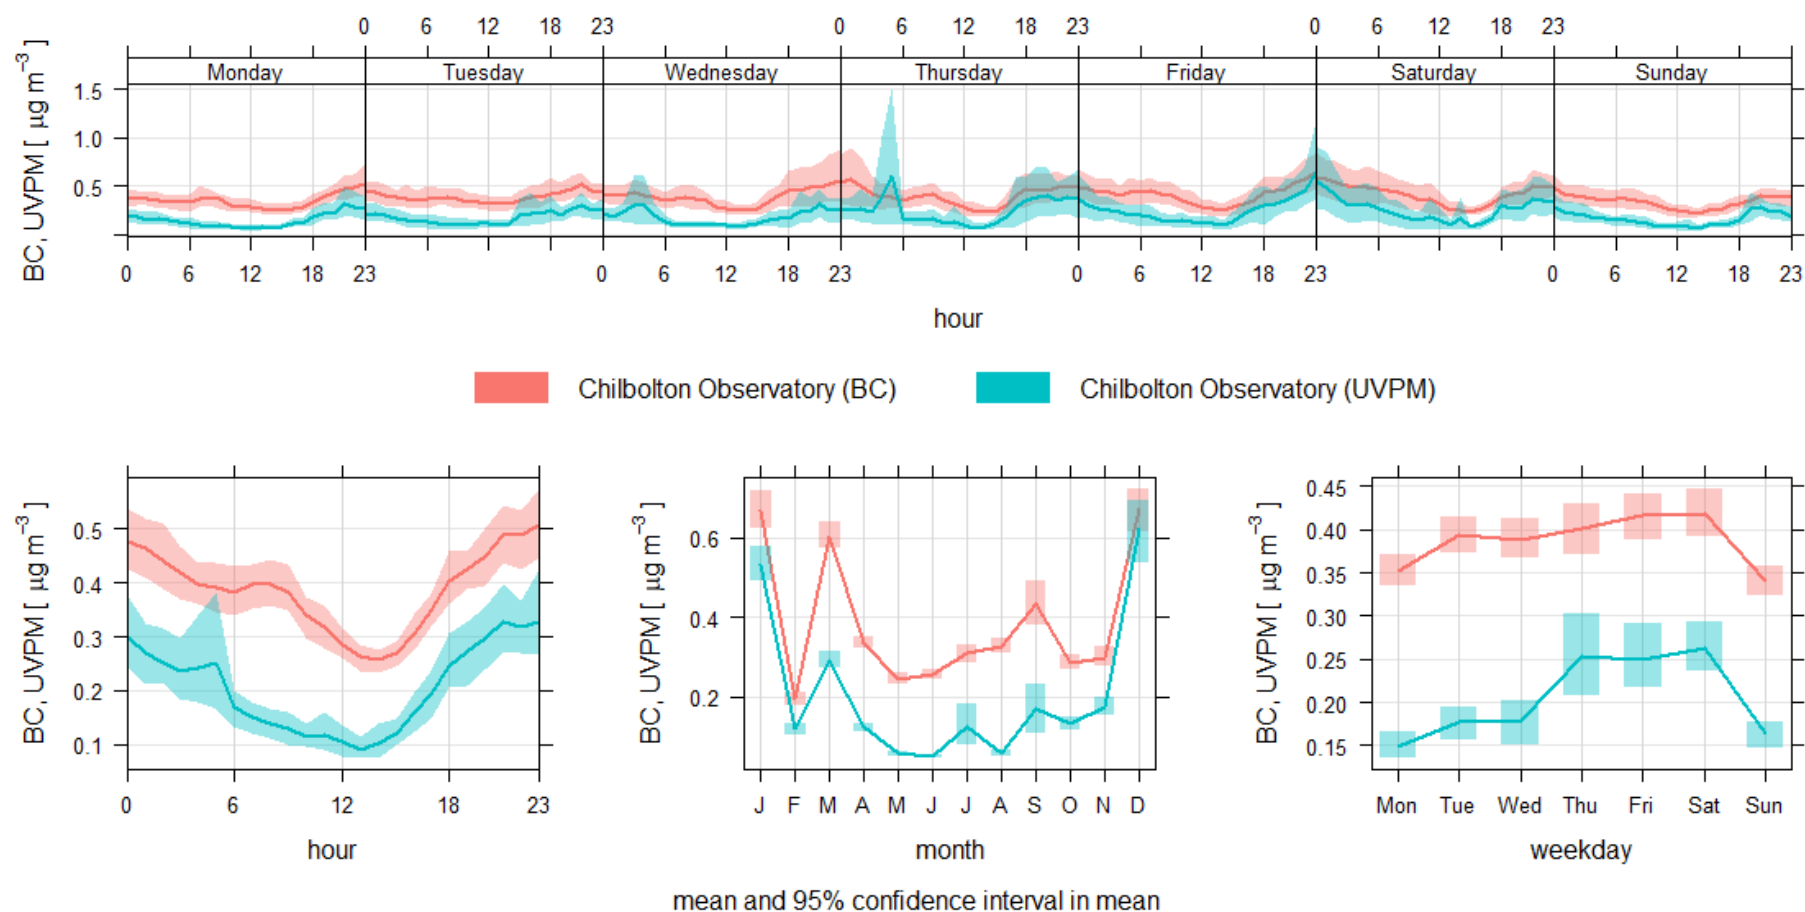 0 6 12 18 23 0 6 12 18 23 0 6 12 18 23
Monday Tuesday Wednesday Thursday Friday Saturday Sunday
BC, UVPM [ μg m⁻³ ]
1.5
1.0
0.5
0 6 12 18 0 6 12 18 23 0 6 12 18 23 0 6 12 18 23
hour
Chilbolton Observatory (BC) Chilbolton Observatory (UVPM)
BC, UVPM [ μg m⁻³ ]
0.5
0.4
0.3
0.2
0.1
0 6 12 18 23
hour
BC, UVPM [ μg m⁻³ ]
0.6
0.4
0.2
J F M A M J J A S O N D
month
BC, UVPM [ μg m⁻³ ]
0.45
0.40
0.35
0.30
0.25
0.20
0.15
Mon Tue Wed Thu Fri Sat Sun
weekday
mean and 95% confidence interval in mean